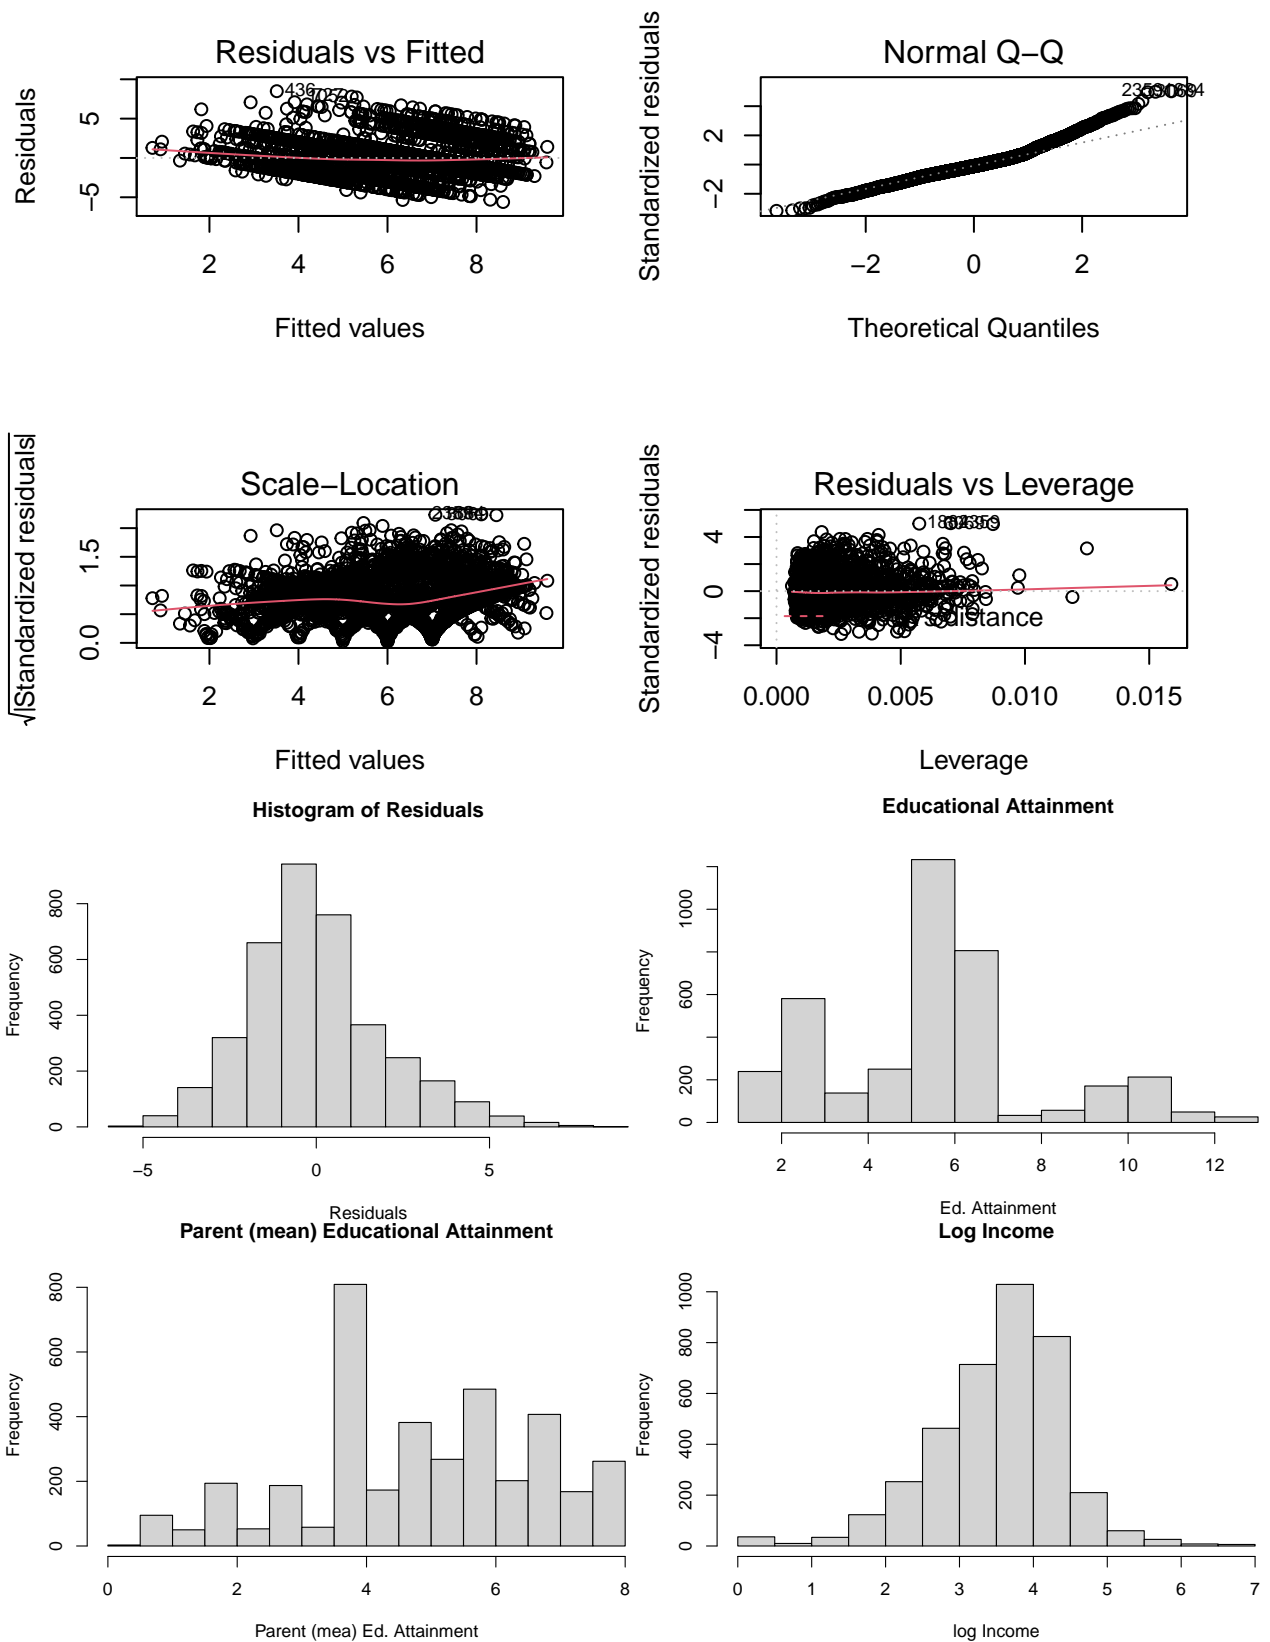 Residuals vs Fitted
Residuals
5
−5
2 4 6 8
Fitted values
436
Normal Q−Q
Standardized residuals
2
−2
−2 0 2
Theoretical Quantiles
Scale−Location
√|Standardized residuals|
1.5
0.0
2 4 6 8
Fitted values
Residuals vs Leverage
Standardized residuals
4
0
−4
distance
0.000 0.005 0.010 0.015
Leverage
Histogram of Residuals
Frequency
800
600
400
200
0
−5 0 5
Residuals
Educational Attainment
Frequency
1000
600
200
0
2 4 6 8 10 12
Ed. Attainment
Parent (mean) Educational Attainment
Frequency
800
600
400
200
0
0 2 4 6 8
Parent (mea) Ed. Attainment
Log Income
Frequency
1000
800
600
400
200
0
0 1 2 3 4 5 6 7
log Income